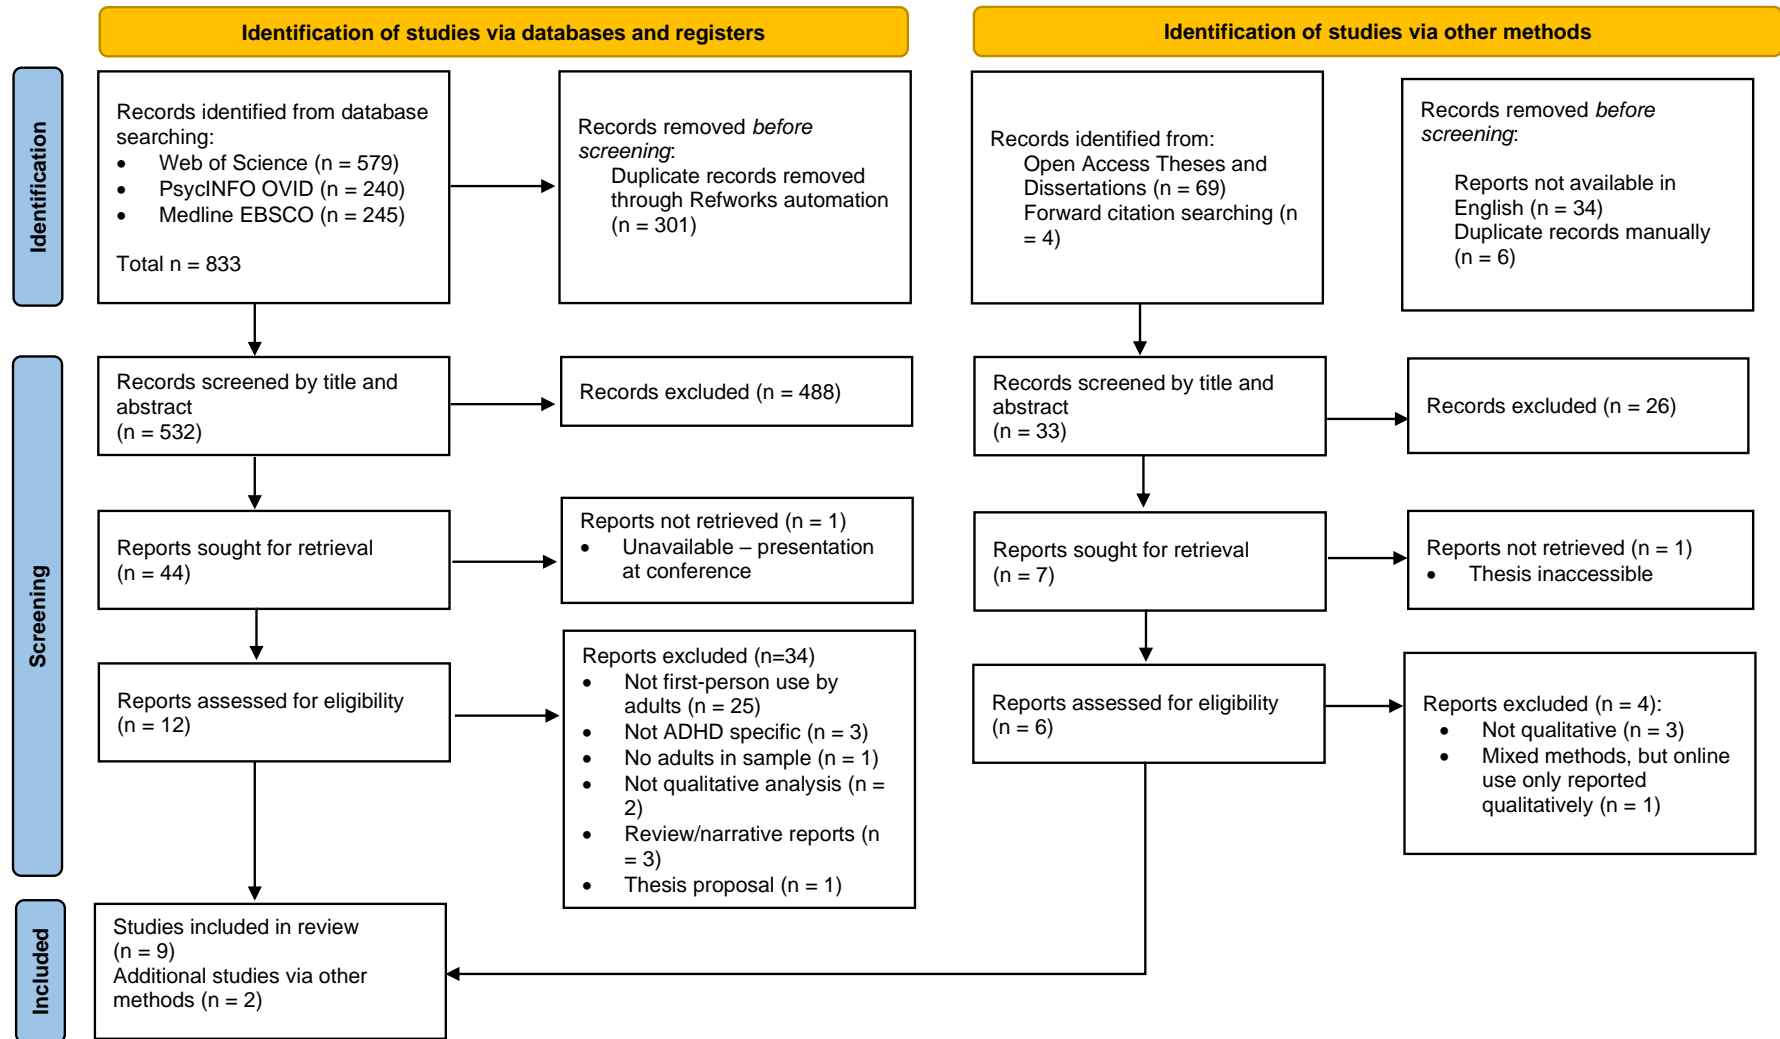 Identification of studies via databases and registers
Identification of studies via other methods
Identification
Records identified from database
searching:
• Web of Science (n = 579)
• PsycINFO OVID (n = 240)
• Medline EBSCO (n = 245)
Total n = 833
Records removed before
screening:
Duplicate records removed
through Refworks automation
(n = 301)
Records identified from:
Open Access Theses and
Dissertations (n = 69)
Forward citation searching (n
= 4)
Records removed before
screening:
Reports not available in
English (n = 34)
Duplicate records manually
(n = 6)
Screening
Records screened by title and
abstract
(n = 532)
Records excluded (n = 488)
Records screened by title and
abstract
(n = 33)
Records excluded (n = 26)
Reports sought for retrieval
(n = 44)
Reports not retrieved (n = 1)
• Unavailable – presentation
at conference
Reports sought for retrieval
(n = 7)
Reports not retrieved (n = 1)
• Thesis inaccessible
Reports assessed for eligibility
(n = 12)
Reports excluded (n=34)
• Not first-person use by
adults (n = 25)
• Not ADHD specific (n = 3)
• No adults in sample (n = 1)
• Not qualitative analysis (n =
2)
• Review/narrative reports (n
= 3)
• Thesis proposal (n = 1)
Reports assessed for eligibility
(n = 6)
Reports excluded (n = 4):
• Not qualitative (n = 3)
• Mixed methods, but online
use only reported
qualitatively (n = 1)
Included
Studies included in review
(n = 9)
Additional studies via other
methods (n = 2)